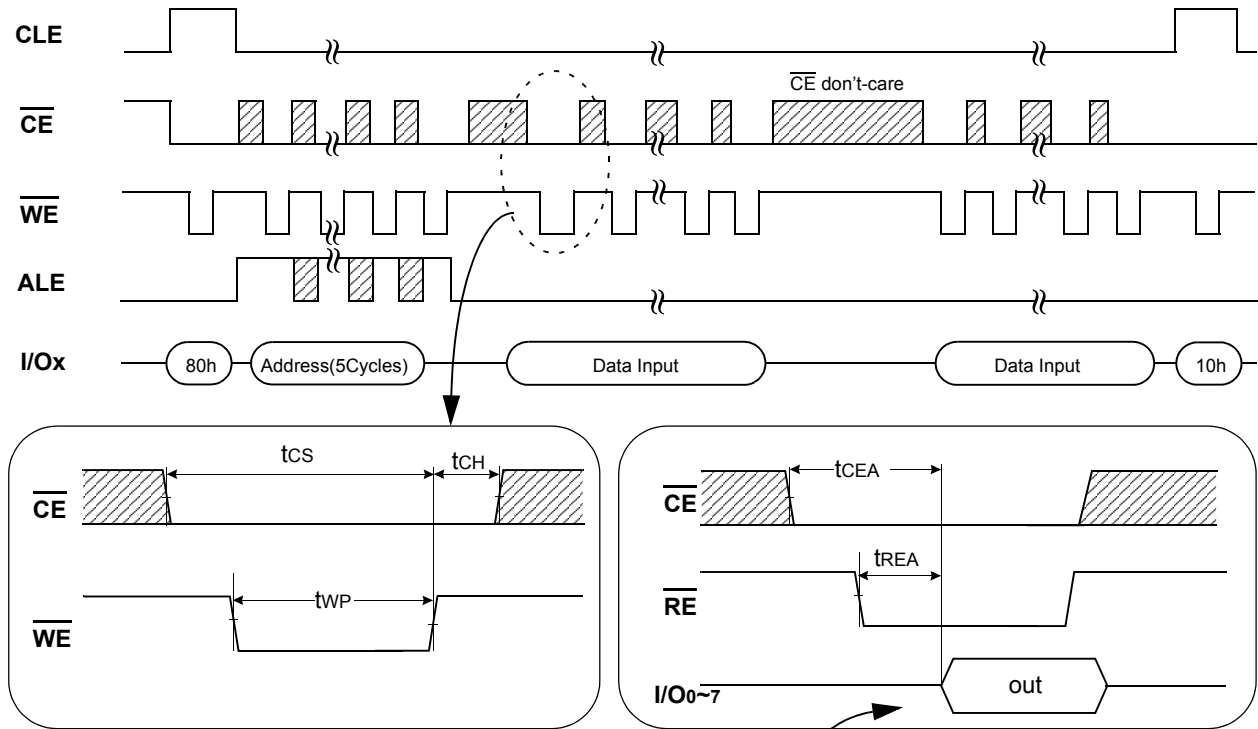 CLE
CE don't-care
CE
WE
ALE
I/Ox
80h
Address(5Cycles)
Data Input
Data Input
10h
tCS
tCH
CE
tWP
WE
tCEA
CE
tREA
RE
I/O0~7
out